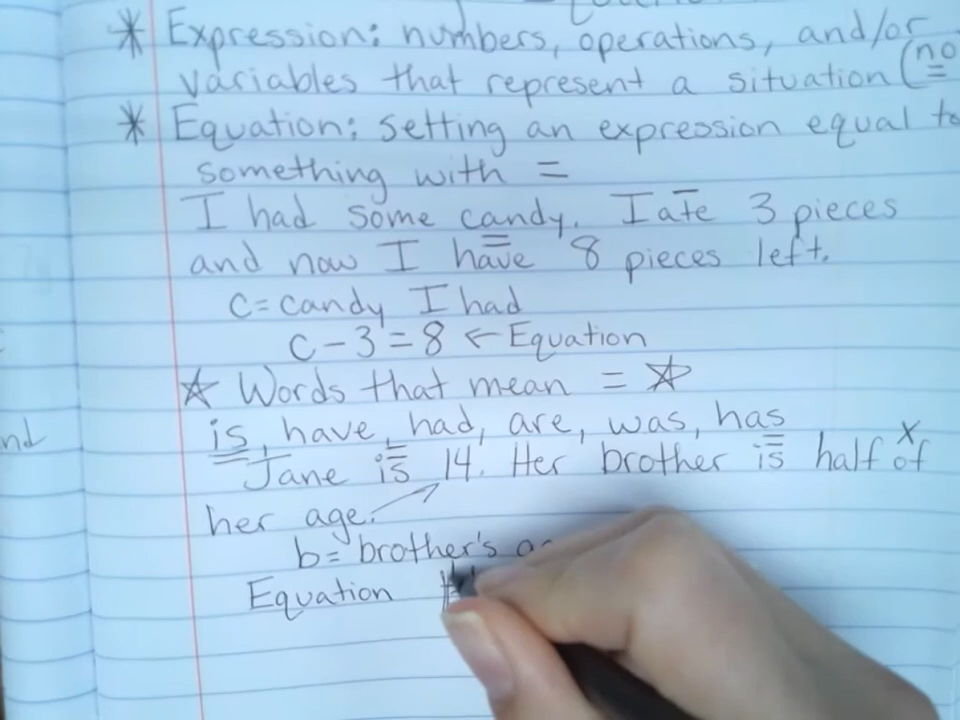 * Expression: numbers, operations, and/or
variables that represent a situation (no =
* Equation: setting an expression equal to
something with =
I had some candy. I ate 3 pieces
and now I have 8 pieces left.
c = candy I had
c - 3 = 8 ← Equation
☆ Words that mean = ☆
is, have, had, are, was, has
Jane is 14. Her brother is half of
her age.
b = brother's
Equation
nd